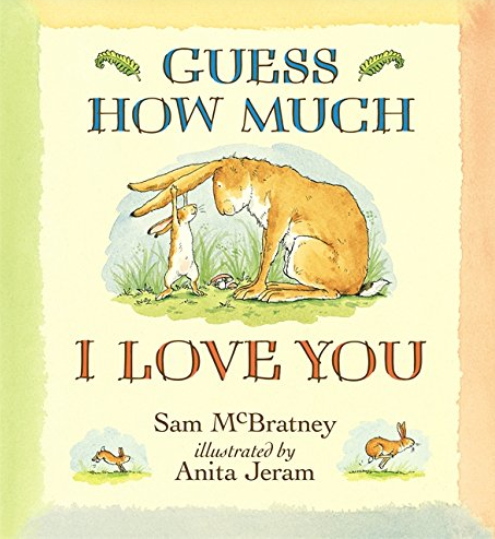 GUESS
HOW MUCH
I LOVE YOU
Sam McBratney
illustrated by
Anita Jeram